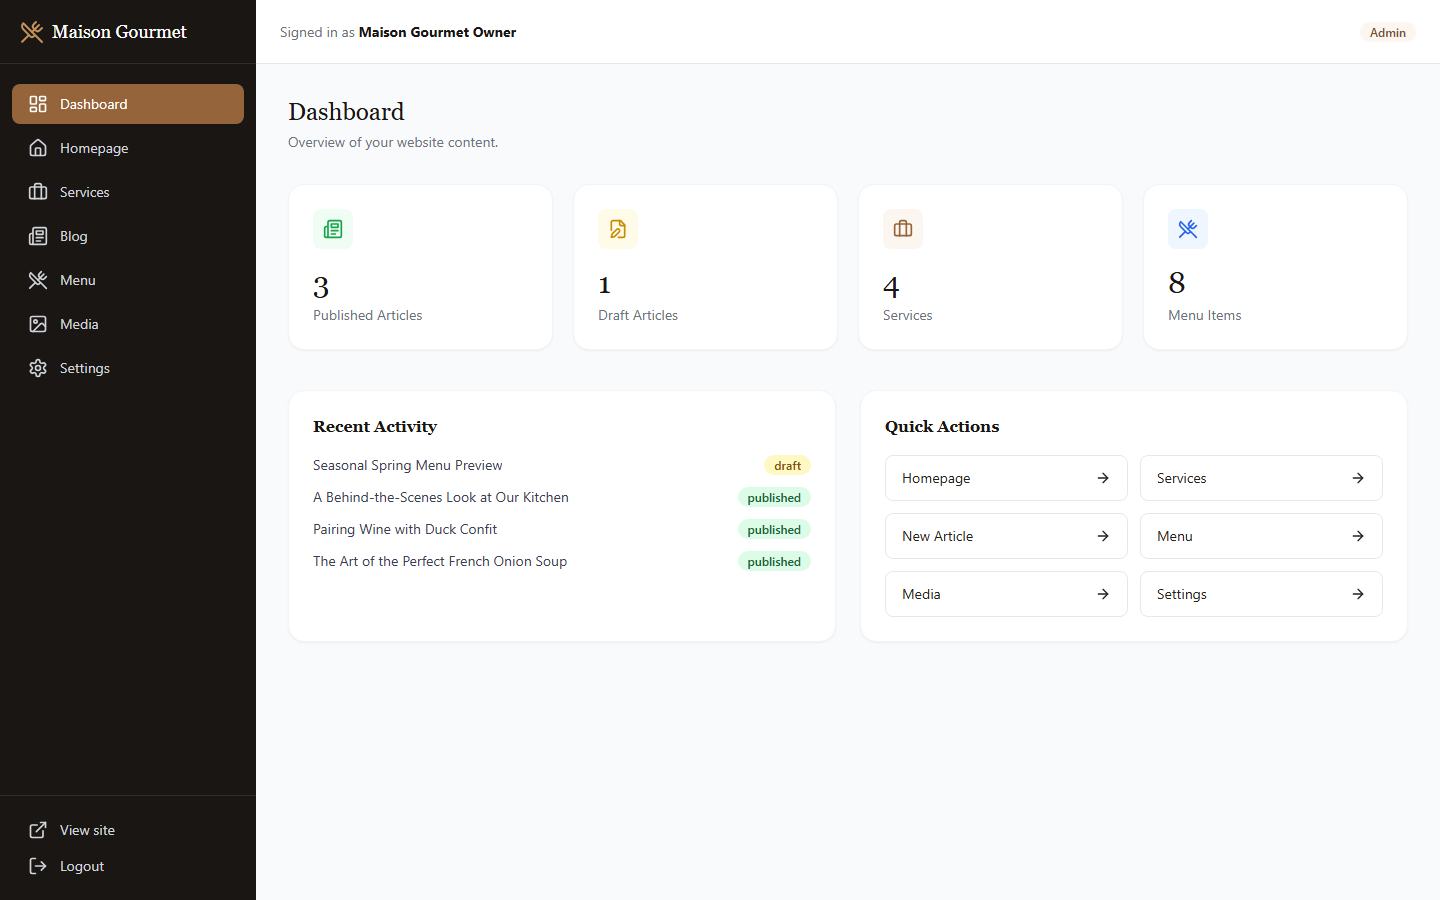 Maison Gourmet
Dashboard
Homepage
Services
Blog
Menu
Media
Settings
View site
Logout
Signed in as Maison Gourmet Owner
Admin
Dashboard
Overview of your website content.
3
Published Articles
1
Draft Articles
4
Services
8
Menu Items
Recent Activity
Seasonal Spring Menu Preview draft
A Behind-the-Scenes Look at Our Kitchen published
Pairing Wine with Duck Confit published
The Art of the Perfect French Onion Soup published
Quick Actions
Homepage
Services
New Article
Menu
Media
Settings